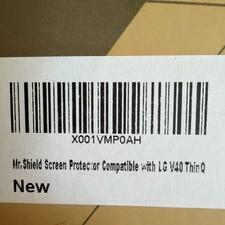 X001VMP0AH
Mr.Shield Screen Protector Compatible with LG V40 ThinQ
New